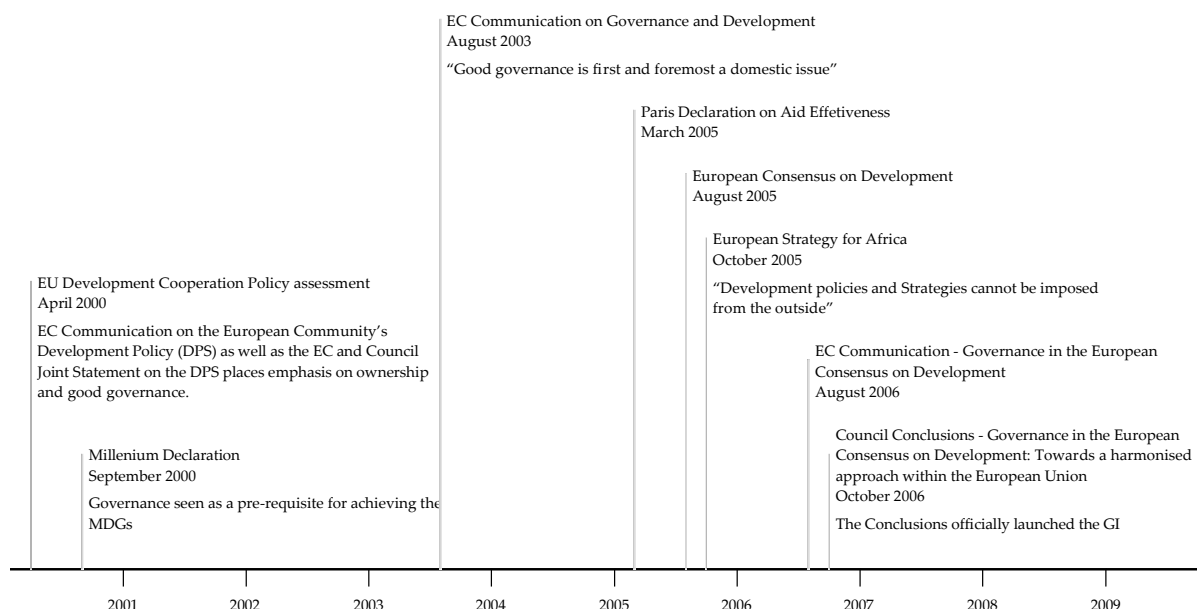 EC Communication on Governance and Development
August 2003
“Good governance is first and foremost a domestic issue”
Paris Declaration on Aid Effetiveness
March 2005
European Consensus on Development
August 2005
European Strategy for Africa
October 2005
“Development policies and Strategies cannot be imposed
from the outside”
EU Development Cooperation Policy assessment
April 2000
EC Communication on the European Community’s
Development Policy (DPS) as well as the EC and Council
Joint Statement on the DPS places emphasis on ownership
and good governance.
EC Communication - Governance in the European
Consensus on Development
August 2006
Millenium Declaration
September 2000
Governance seen as a pre-requisite for achieving the
MDGs
Council Conclusions - Governance in the European
Consensus on Development: Towards a harmonised
approach within the European Union
October 2006
The Conclusions officially launched the GI
2001 2002 2003 2004 2005 2006 2007 2008 2009